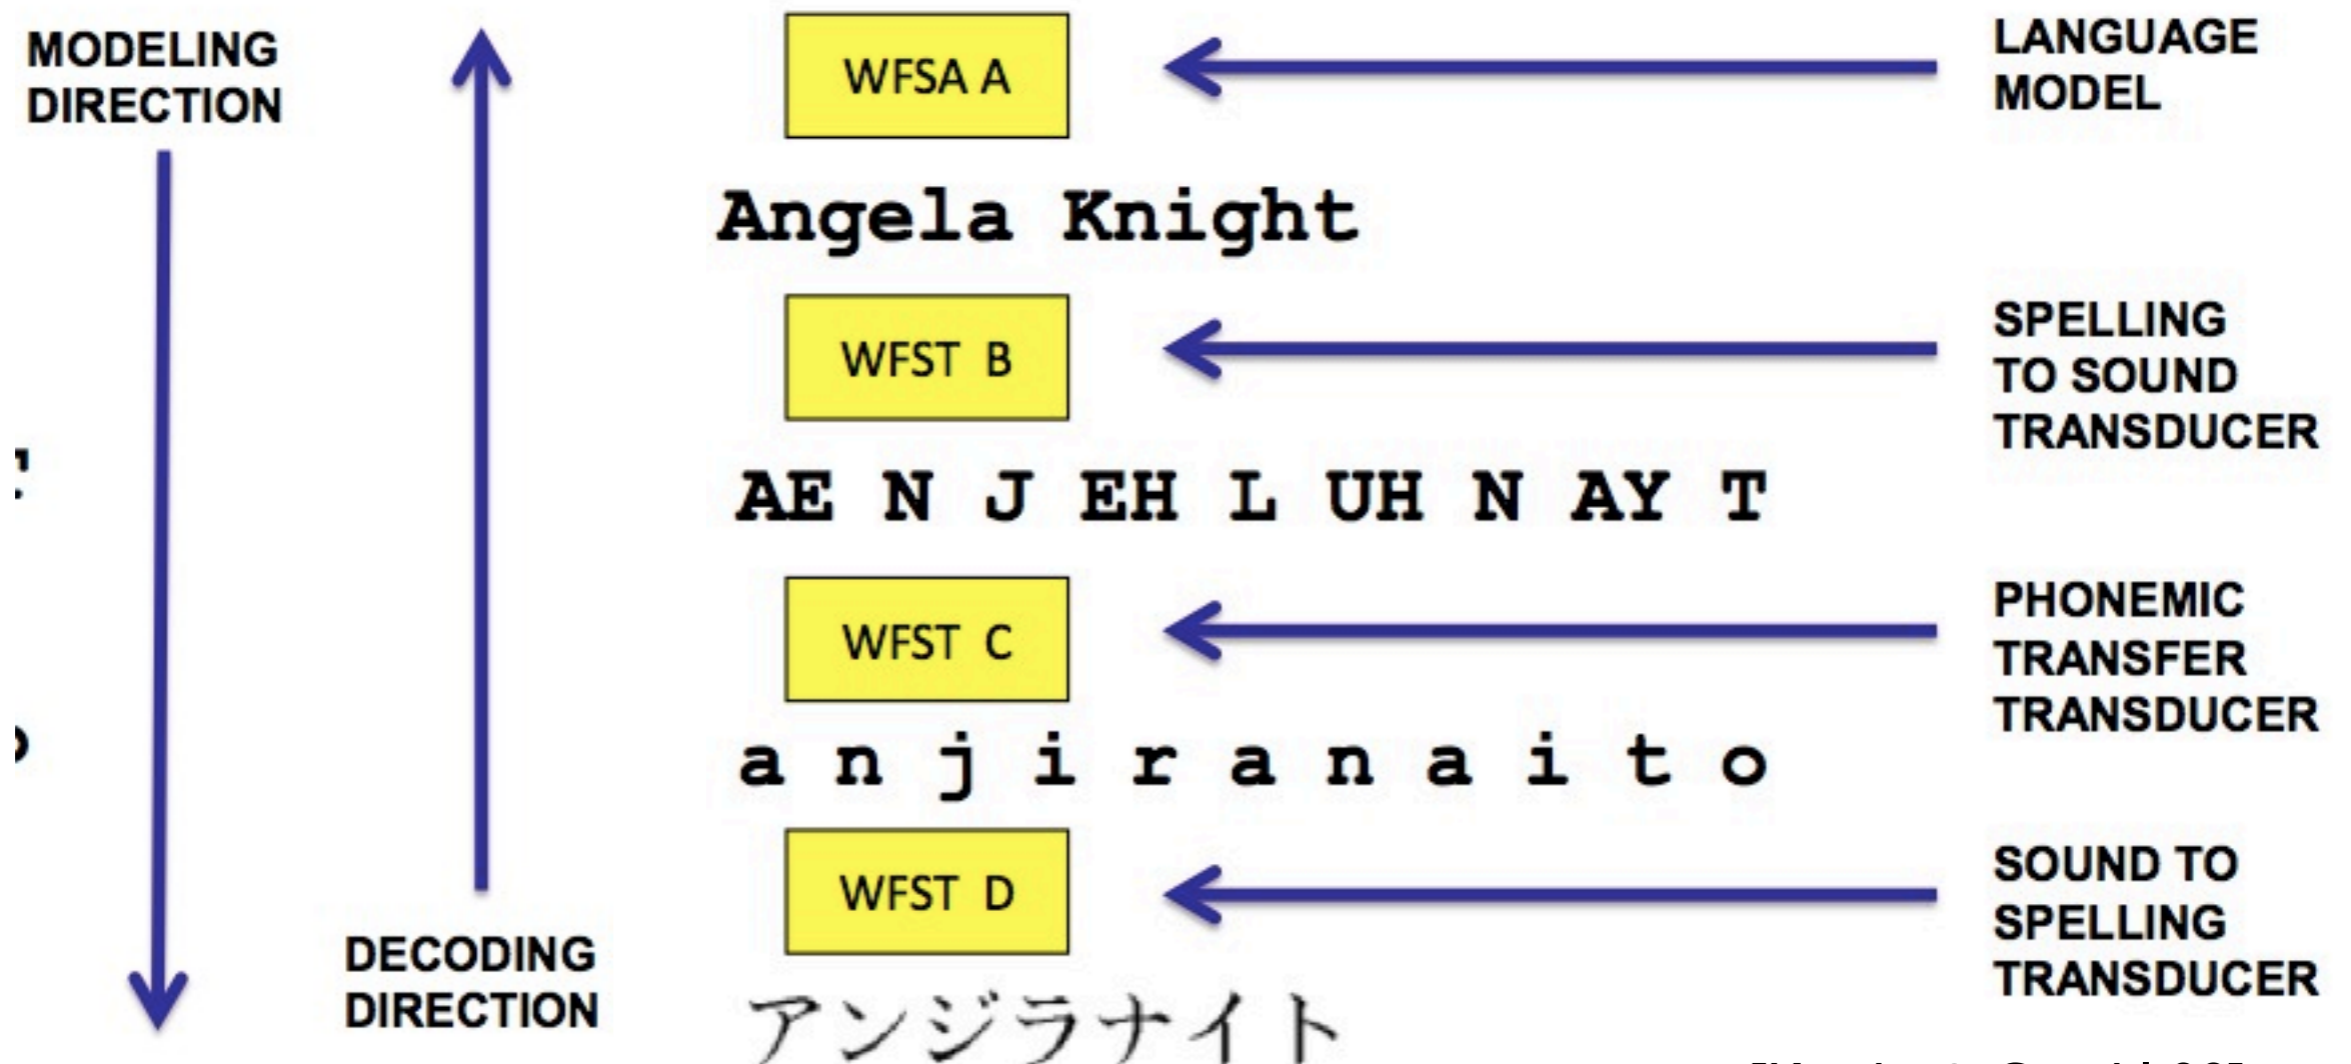 MODELING
DIRECTION
WFSA A
LANGUAGE
MODEL
Angela Knight
WFST B
SPELLING
TO SOUND
TRANSDUCER
AE N J EH L UH N AY T
WFST C
PHONEMIC
TRANSFER
TRANSDUCER
a n j i r a n a i t o
WFST D
SOUND TO
SPELLING
TRANSDUCER
DECODING
DIRECTION
アンジラナイト